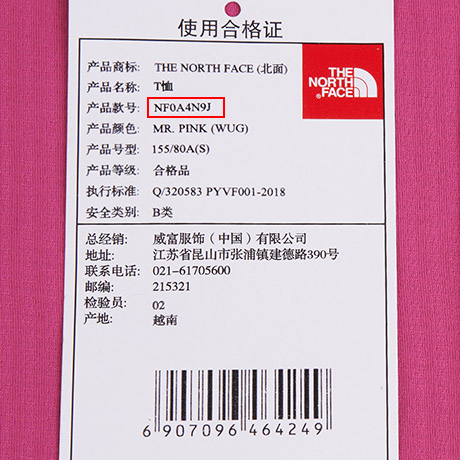 使用合格证
产品商标: THE NORTH FACE (北面)
产品名称: T恤
产品款号: NF0A4N9J
产品颜色: MR. PINK (WUG)
产品号型: 155/80A(S)
产品等级: 合格品
执行标准: Q/320583 PYVF001-2018
安全类别: B类
THE
NORTH
FACE
总经销: 威富服饰（中国）有限公司
地址: 江苏省昆山市张浦镇建德路390号
联系电话: 021-61705600
邮编: 215321
检验员: 02
产地: 越南
6 907096 464249